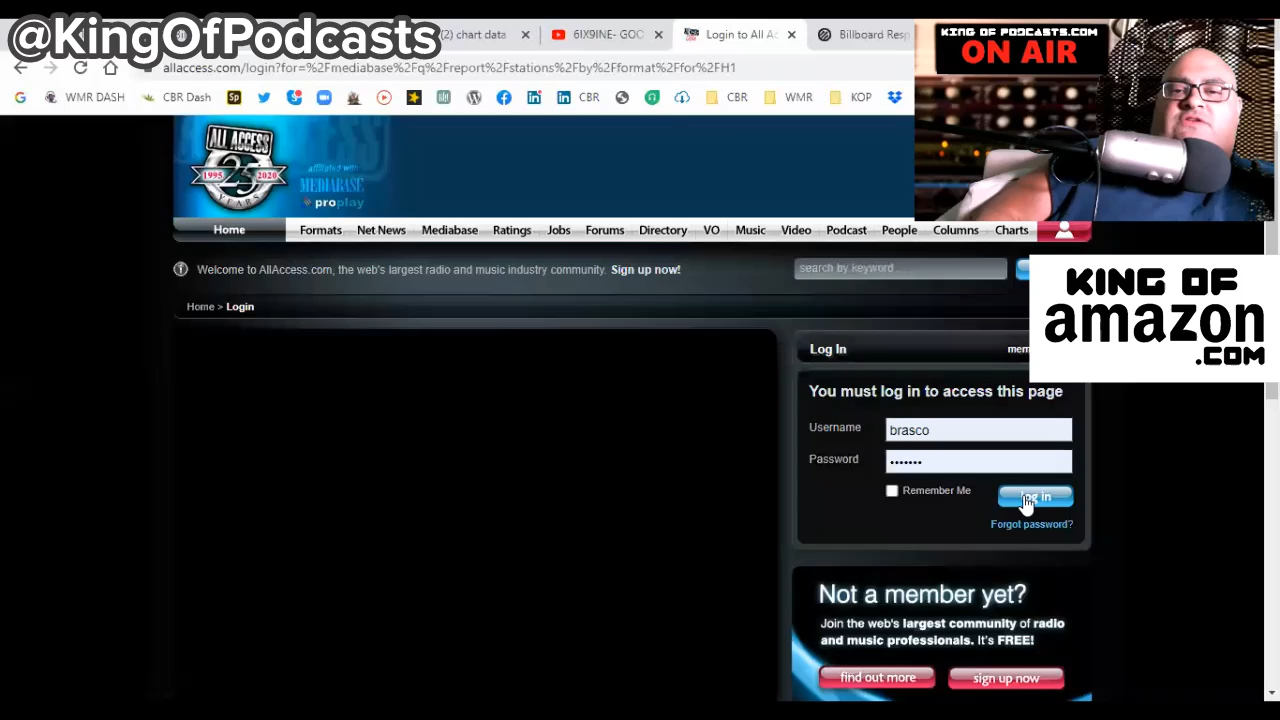 @KingOfPodcasts
(2) chart data
6IX9INE- GOO
Login to All Ac
Billboard Resp
allaccess.com/login?for=%2Fmediabase%2Fq%2Freport%2Fstations%2Fby%2Fformat%2Ffor%2FH1
WMR DASH
CBR Dash
Sp
CBR
CBR
WMR
KOP
KING OF PODCASTS.COM
ON AIR
ALL ACCESS
25
1995
2020
YEARS
affiliated with
MEDIABASE
proplay
Home
Formats
Net News
Mediabase
Ratings
Jobs
Forums
Directory
VO
Music
Video
Podcast
People
Columns
Charts
Welcome to AllAccess.com, the web's largest radio and music industry community. Sign up now!
search by keyword .....
Home > Login
KING OF
amazon
.COM
Log In
mem
You must log in to access this page
Username
brasco
Password
•••••••
Remember Me
log in
Forgot password?
Not a member yet?
Join the web's largest community of radio
and music professionals. It's FREE!
find out more
sign up now